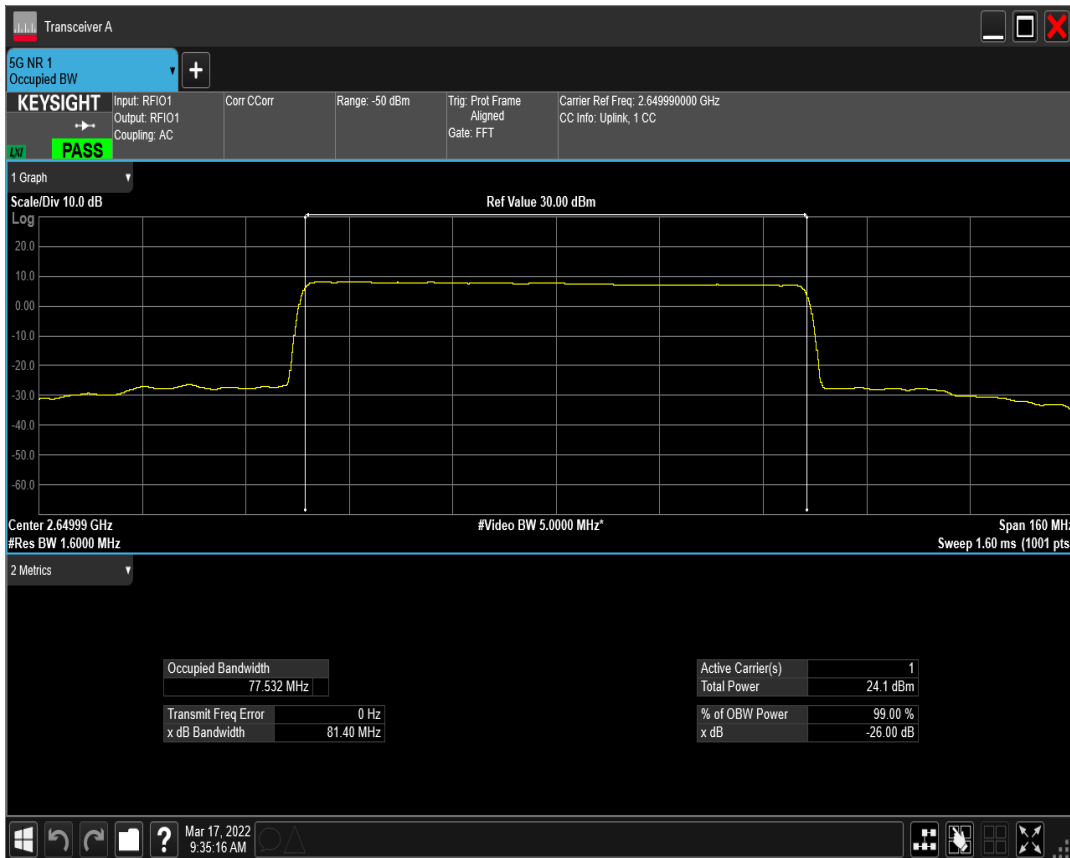 Transceiver A
5G NR 1
Occupied BW
+
KEYSIGHT
LXI
PASS
Input: RFIO1
Output: RFIO1
Coupling: AC
Corr CCorr
Range: -50 dBm
Trig: Prot Frame
Aligned
Gate: FFT
Carrier Ref Freq: 2.649990000 GHz
CC Info: Uplink, 1 CC
1 Graph
Scale/Div 10.0 dB
Ref Value 30.00 dBm
Log
20.0
10.0
0.00
-10.0
-20.0
-30.0
-40.0
-50.0
-60.0
Center 2.64999 GHz
#Video BW 5.0000 MHz*
Span 160 MHz
#Res BW 1.6000 MHz
Sweep 1.60 ms (1001 pts
2 Metrics
Occupied Bandwidth
77.532 MHz
Transmit Freq Error 0 Hz
x dB Bandwidth 81.40 MHz
Active Carrier(s) 1
Total Power 24.1 dBm
% of OBW Power 99.00 %
x dB -26.00 dB
?
Mar 17, 2022
9:35:16 AM